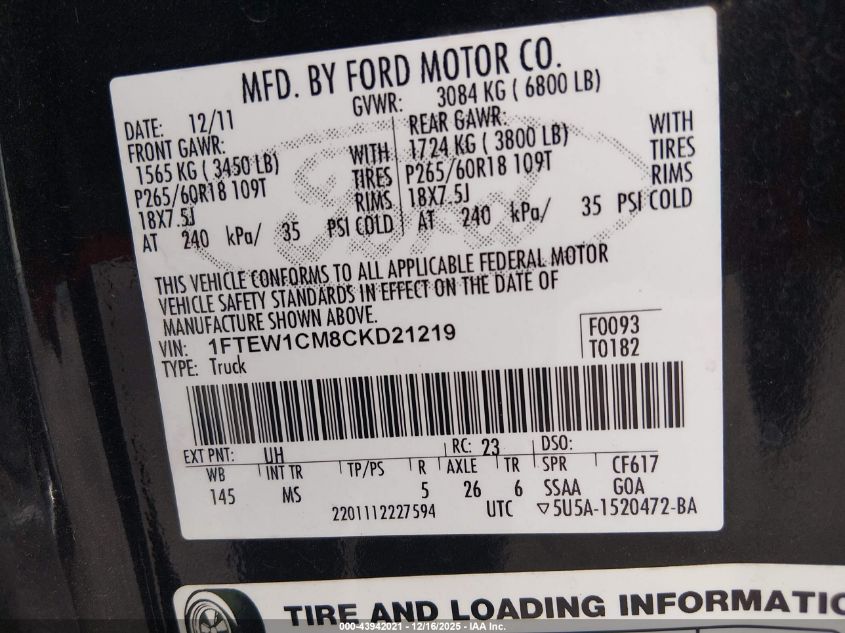 MFD. BY FORD MOTOR CO.
DATE: 12/11 GVWR: 3084 KG ( 6800 LB)
FRONT GAWR: REAR GAWR:
1565 KG ( 3450 LB) WITH 1724 KG ( 3800 LB) WITH
P265/60R18 109T TIRES P265/60R18 109T TIRES
18X7.5J RIMS 18X7.5J RIMS
AT 240 kPa/ 35 PSI COLD AT 240 kPa/ 35 PSI COLD
THIS VEHICLE CONFORMS TO ALL APPLICABLE FEDERAL MOTOR
VEHICLE SAFETY STANDARDS IN EFFECT ON THE DATE OF
MANUFACTURE SHOWN ABOVE.
VIN: 1FTEW1CM8CKD21219 F0093
TYPE: Truck T0182
EXT PNT: UH RC: 23 DSO:
WB INT TR TP/PS R AXLE TR SPR CF617
145 MS 5 26 6 SSAA GOA
2201112227594 UTC ▽5U5A-1520472-BA
TIRE AND LOADING INFORMATIO
000-43942021 - 12/16/2025 - IAA Inc.